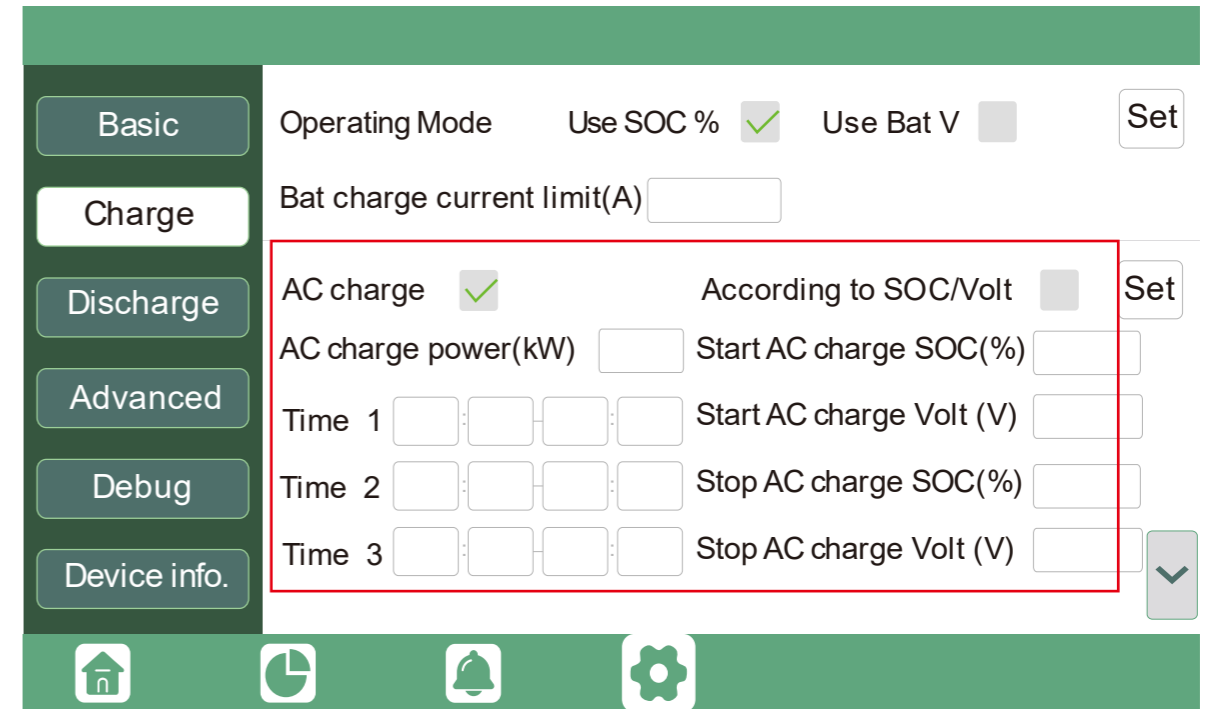 Basic
Charge
Discharge
Advanced
Debug
Device info.
Operating Mode Use SOC % Use Bat V Set
Bat charge current limit(A)
AC charge According to SOC/Volt Set
AC charge power(kW) Start AC charge SOC(%)
Time 1 : - : Start AC charge Volt (V)
Time 2 : - : Stop AC charge SOC(%)
Time 3 : - : Stop AC charge Volt (V)